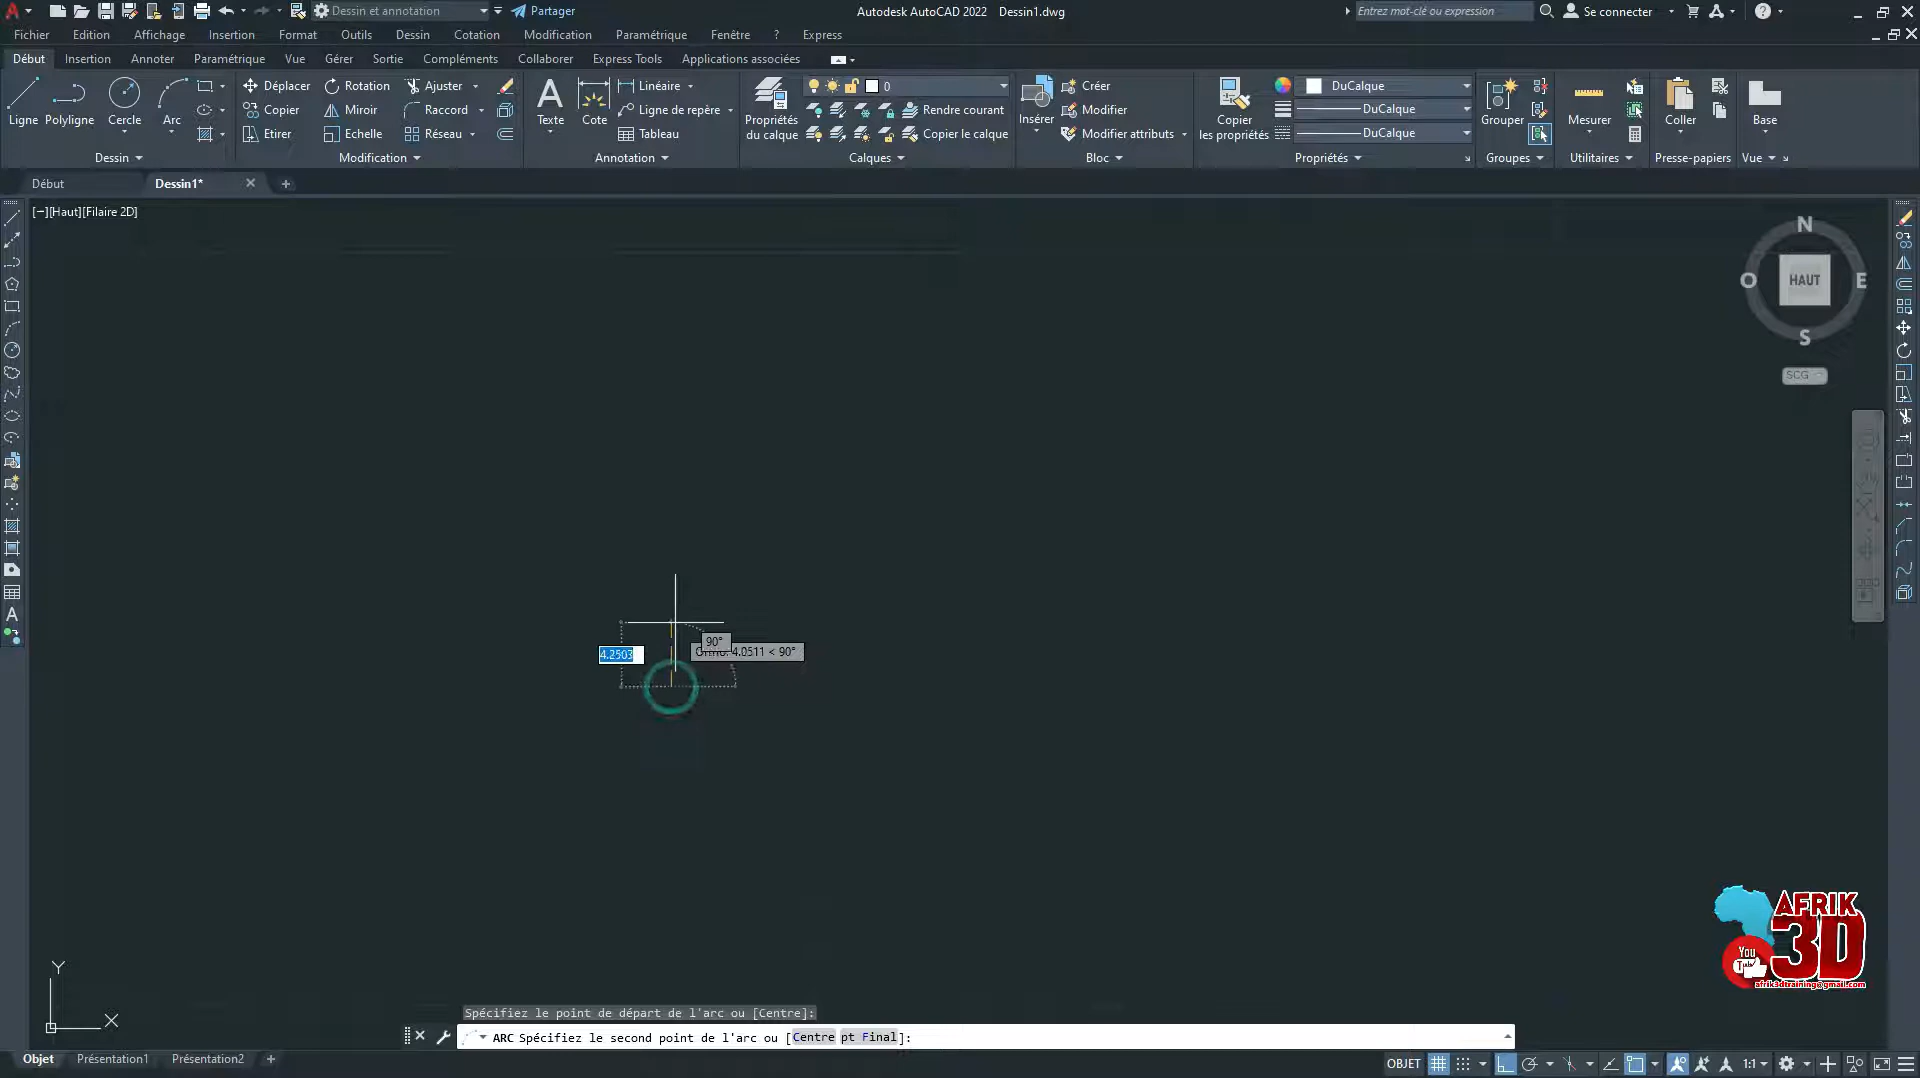 Dessin et annotation
Partager
Autodesk AutoCAD 2022 Dessin1.dwg
Entrez mot-clé ou expression
Se connecter
Fichier Edition Affichage Insertion Format Outils Dessin Cotation Modification Paramétrique Fenêtre ? Express
Début Insertion Annoter Paramétrique Vue Gérer Sortie Compléments Collaborer Express Tools Applications associées
Ligne Polyligne Cercle Arc
Déplacer Rotation Ajuster
Copier Miroir Raccord
Etirer Echelle Réseau
Texte Cote
Linéaire
Ligne de repère
Tableau
Propriétés
du calque
0
Rendre courant
Copier le calque
Insérer
Créer
Modifier
Modifier attributs
Copier
les propriétés
DuCalque
DuCalque
DuCalque
Grouper
Mesurer
Coller
Base
Dessin Modification Annotation Calques Bloc Propriétés Groupes Utilitaires Presse-papiers Vue
Début Dessin1*
[−][Haut][Filaire 2D]
N
O HAUT E
S
SCG
90°
4.2503
Ortho: 4.0511 < 90°
AFRIK
3D
You
Tube
afrik3dtraining@gmail.com
Y
X
Spécifiez le point de départ de l'arc ou [Centre]:
ARC Spécifiez le second point de l'arc ou [Centre pt Final]:
Objet Présentation1 Présentation2
OBJET
1:1